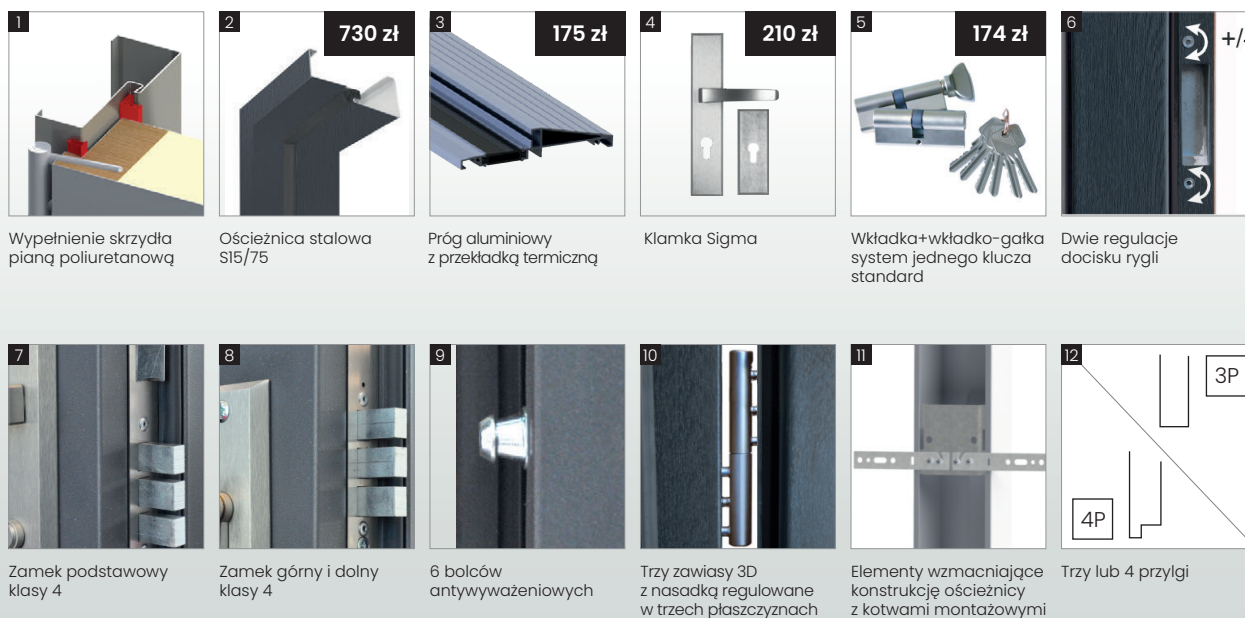 1
Wypełnienie skrzydła
pianą poliuretanową
2
730 zł
Ościeżnica stalowa
S15/75
3
175 zł
Próg aluminiowy
z przekładką termiczną
4
210 zł
Klamka Sigma
5
174 zł
Wkładka+wkładko-gałka
system jednego klucza
standard
6
Dwie regulacje
docisku rygli
7
Zamek podstawowy
klasy 4
8
Zamek górny i dolny
klasy 4
9
6 bolców
antywyważeniowych
10
Trzy zawiasy 3D
z nasadką regulowane
w trzech płaszczyznach
11
Elementy wzmacniające
konstrukcję ościeżnicy
z kotwami montażowymi
12
3P
4P
Trzy lub 4 przylgi